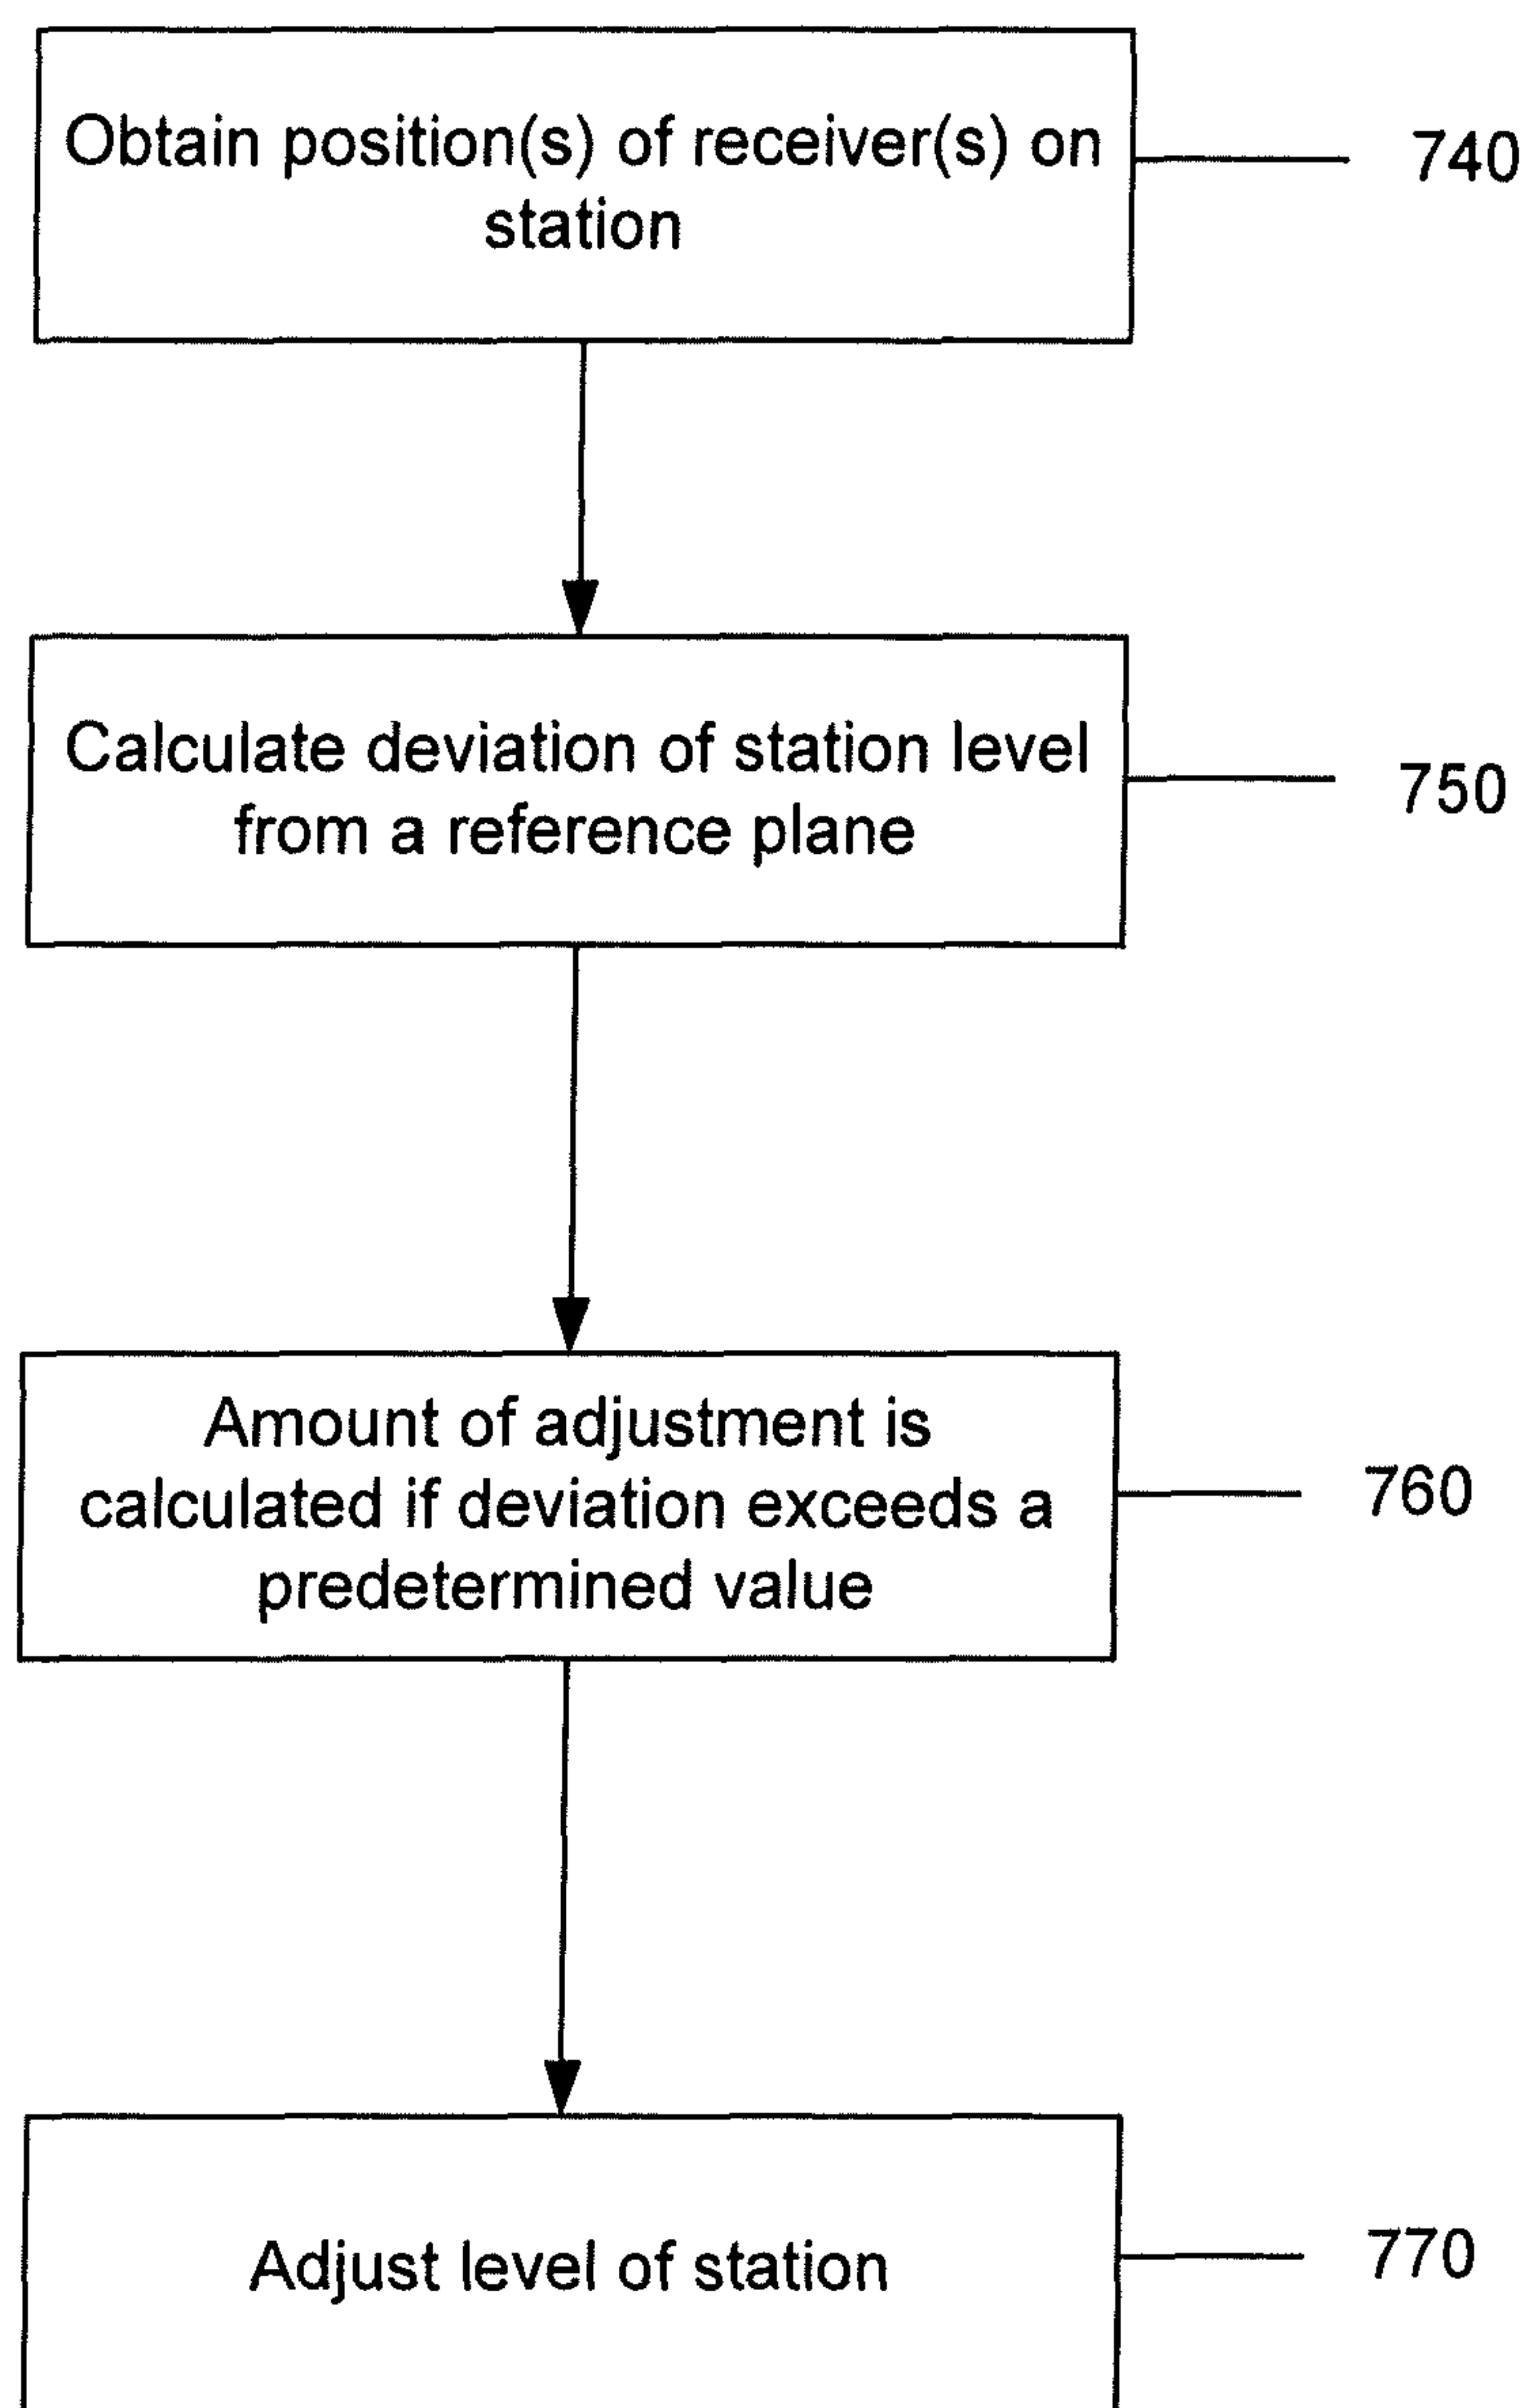 Obtain position(s) of receiver(s) on
station
740
Calculate deviation of station level
from a reference plane
750
Amount of adjustment is
calculated if deviation exceeds a
predetermined value
760
Adjust level of station
770